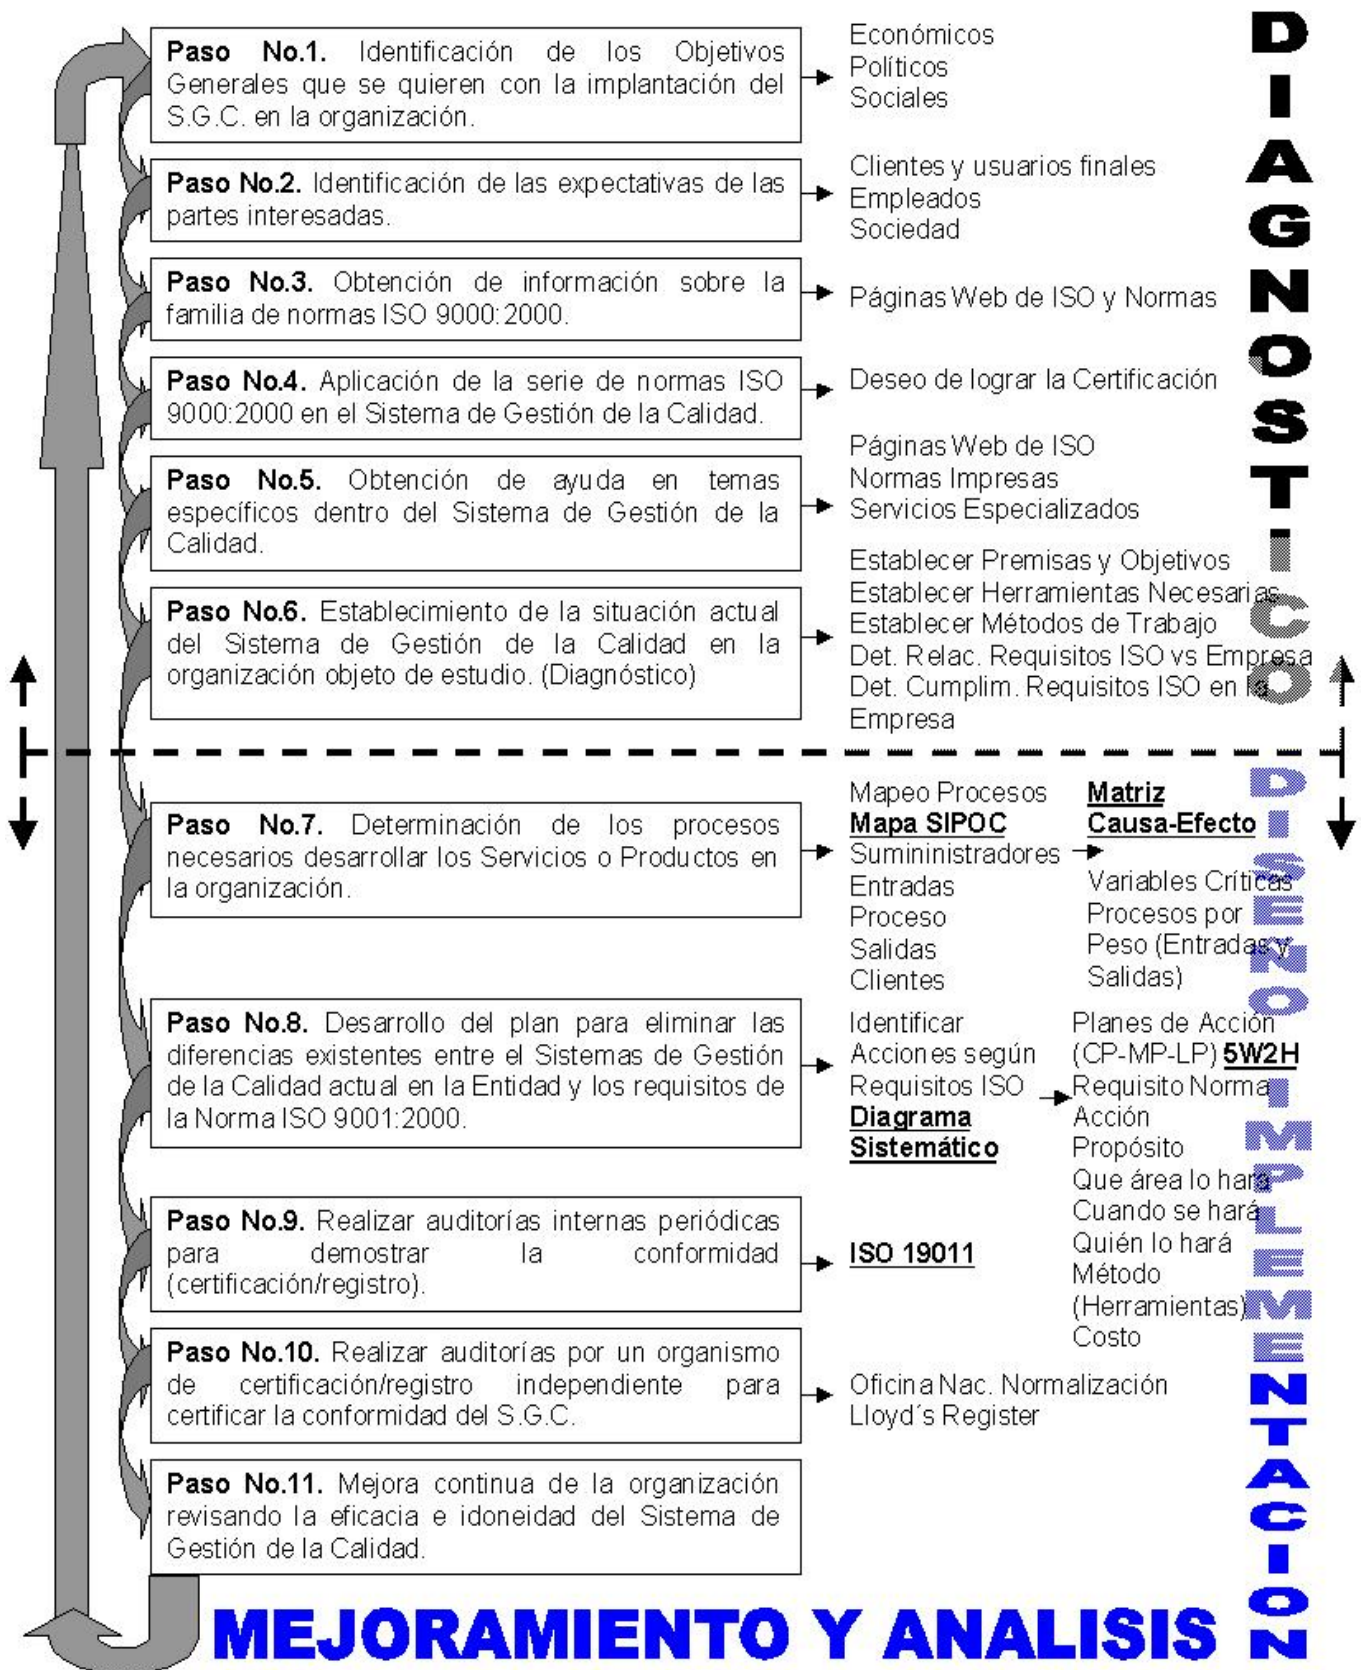 Paso No.1. Identificación de los Objetivos
Generales que se quieren con la implantación del
S.G.C. en la organización.
Económicos
Políticos
Sociales
Paso No.2. Identificación de las expectativas de las
partes interesadas.
Clientes y usuarios finales
Empleados
Sociedad
Paso No.3. Obtención de información sobre la
familia de normas ISO 9000:2000.
Páginas Web de ISO y Normas
Paso No.4. Aplicación de la serie de normas ISO
9000:2000 en el Sistema de Gestión de la Calidad.
Deseo de lograr la Certificación
Paso No.5. Obtención de ayuda en temas
específicos dentro del Sistema de Gestión de la
Calidad.
Páginas Web de ISO
Normas Impresas
Servicios Especializados
Paso No.6. Establecimiento de la situación actual
del Sistema de Gestión de la Calidad en la
organización objeto de estudio. (Diagnóstico)
Establecer Premisas y Objetivos
Establecer Herramientas Necesarias
Establecer Métodos de Trabajo
Det. Relac. Requisitos ISO vs Empresa
Det. Cumplim. Requisitos ISO en la
Empresa
DIAGNOSTICO
Paso No.7. Determinación de los procesos
necesarios desarrollar los Servicios o Productos en
la organización.
Mapeo Procesos
Mapa SIPOC
Sumininistradores
Entradas
Proceso
Salidas
Clientes
Matriz
Causa-Efecto
Variables Críticas
Procesos por
Peso (Entradas y
Salidas)
Paso No.8. Desarrollo del plan para eliminar las
diferencias existentes entre el Sistemas de Gestión
de la Calidad actual en la Entidad y los requisitos de
la Norma ISO 9001:2000.
Identificar
Acciones según
Requisitos ISO
Diagrama
Sistemático
Planes de Acción
(CP-MP-LP) 5W2H
Requisito Norma
Acción
Propósito
Que área lo hará
Cuando se hará
Quién lo hará
Método
(Herramientas)
Costo
Paso No.9. Realizar auditorías internas periódicas
para demostrar la conformidad
(certificación/registro).
ISO 19011
Paso No.10. Realizar auditorías por un organismo
de certificación/registro independiente para
certificar la conformidad del S.G.C.
Oficina Nac. Normalización
Lloyd´s Register
Paso No.11. Mejora continua de la organización
revisando la eficacia e idoneidad del Sistema de
Gestión de la Calidad.
DISENO IMPLEMENTACION
MEJORAMIENTO Y ANALISIS